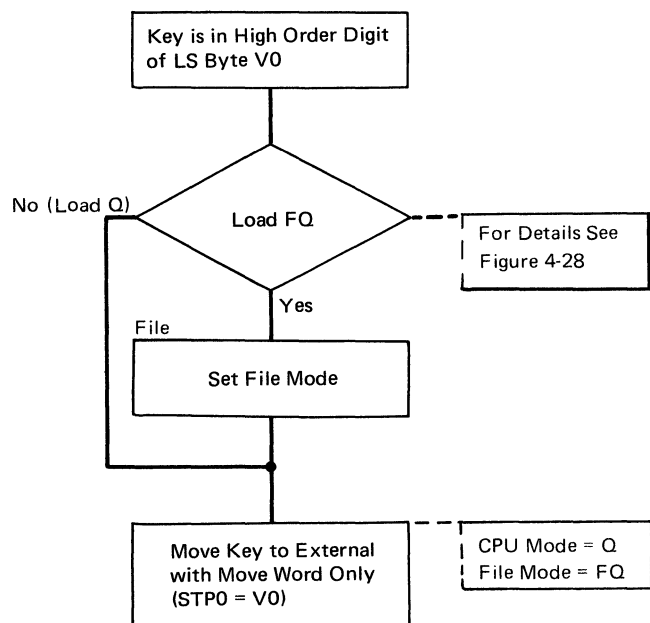 Key is in High Order Digit
of LS Byte V0
No (Load Q)
Load FQ
For Details See
Figure 4-28
Yes
File
Set File Mode
Move Key to External
with Move Word Only
(STP0 = V0)
CPU Mode = Q
File Mode = FQ